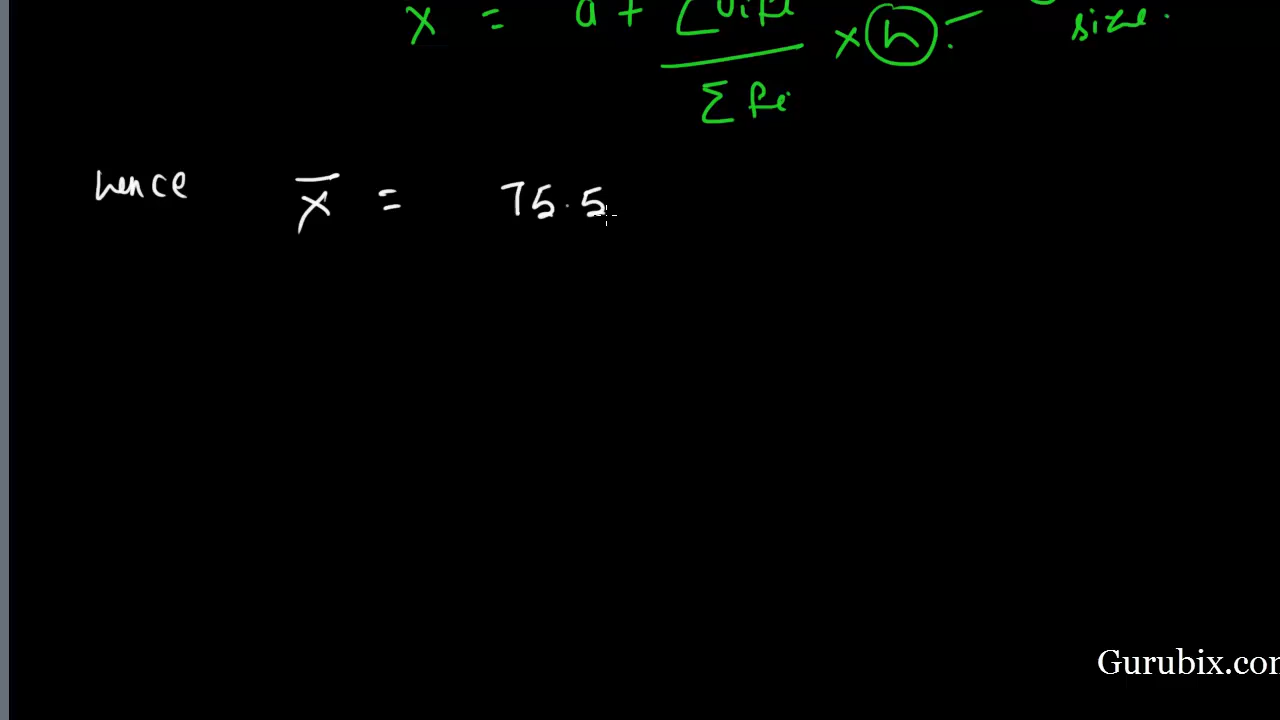 x = a + Σuifi / Σfi × h size.
hence x̄ = 75.5
Gurubix.com